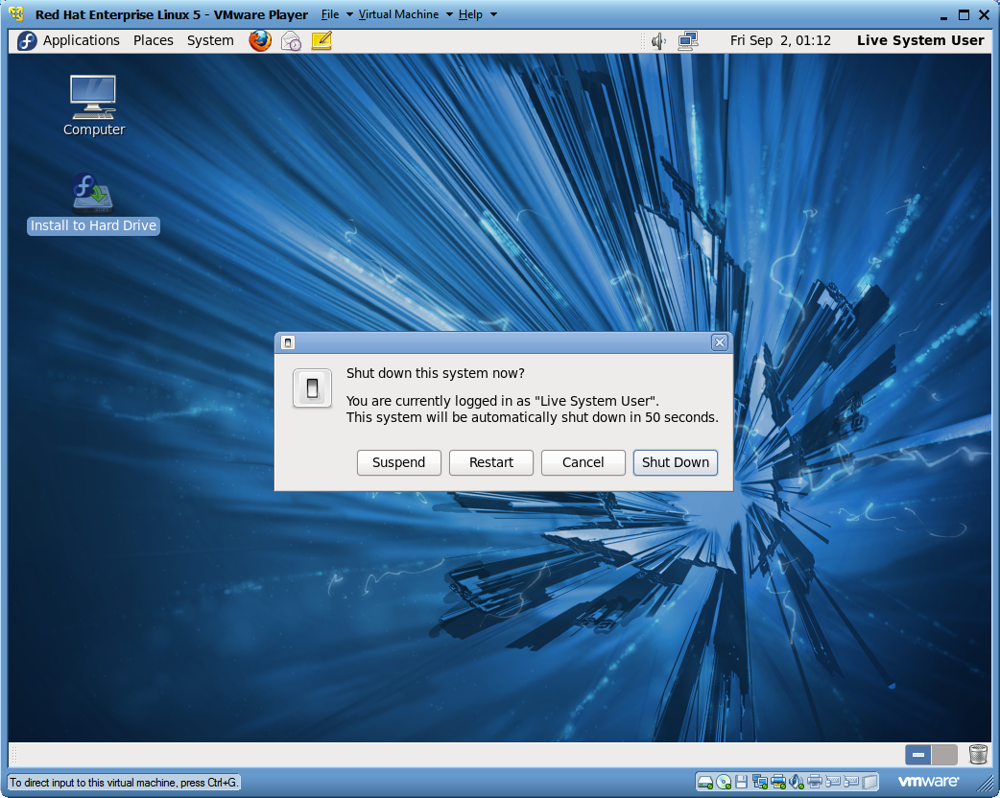 Red Hat Enterprise Linux 5 - VMware Player File Virtual Machine Help
Applications Places System Fri Sep 2, 01:12 Live System User
Computer
Install to Hard Drive
Shut down this system now?
You are currently logged in as "Live System User".
This system will be automatically shut down in 50 seconds.
Suspend Restart Cancel Shut Down
To direct input to this virtual machine, press Ctrl+G.
vmware